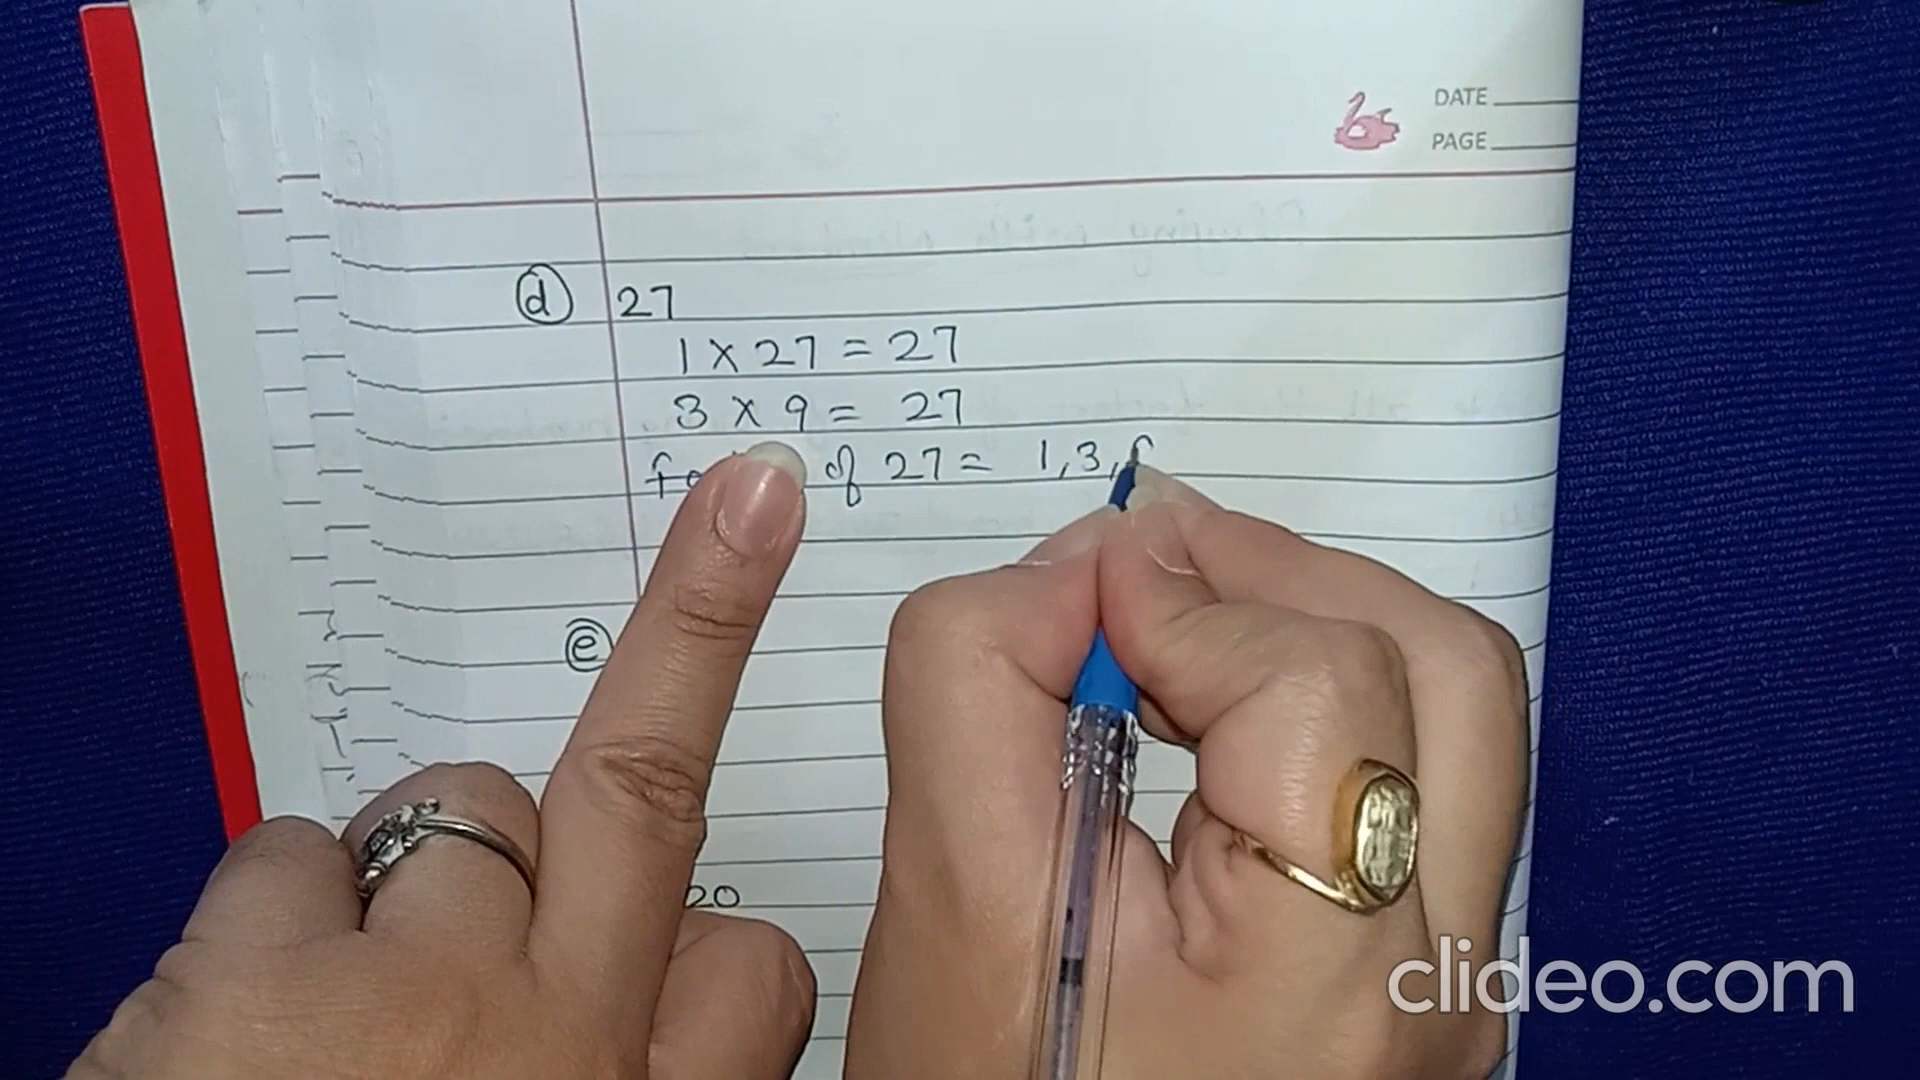 DATE
PAGE
d 27
1 × 27 = 27
3 × 9 = 27
of 27 = 1, 3,
e
20
clideo.com